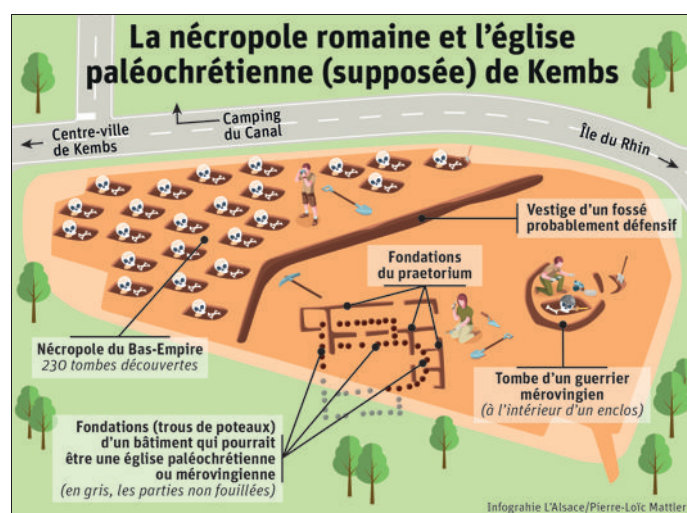 La nécropole romaine et l'église
paléochrétienne (supposée) de Kembs
Centre-ville
de Kembs
Camping
du Canal
Île du Rhin
Vestige d'un fossé
probablement défensif
Fondations
du praetorium
Nécropole du Bas-Empire
230 tombes découvertes
Tombe d'un guerrier
mérovingien
(à l'intérieur d'un enclos)
Fondations (trous de poteaux)
d'un bâtiment qui pourrait
être une église paléochrétienne
ou mérovingienne
(en gris, les parties non fouillées)
Infograhie L'Alsace/Pierre-Loïc Mattler